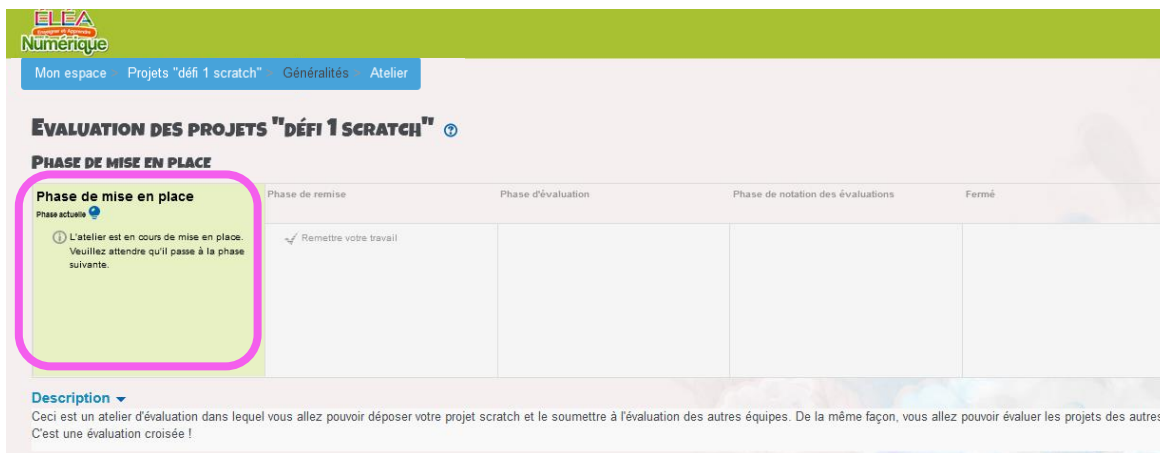 ÉLÉA
Enseigner et Apprendre
Numérique
Mon espace > Projets "défi 1 scratch" > Généralités > Atelier
Evaluation des projets "défi 1 scratch" ?
Phase de mise en place
Phase de mise en place Phase de remise Phase d'évaluation Phase de notation des évaluations Fermé
Phase actuelle
L'atelier est en cours de mise en place. Remettre votre travail
Veuillez attendre qu'il passe à la phase
suivante.
Description
Ceci est un atelier d'évaluation dans lequel vous allez pouvoir déposer votre projet scratch et le soumettre à l'évaluation des autres équipes. De la même façon, vous allez pouvoir évaluer les projets des autres
C'est une évaluation croisée !